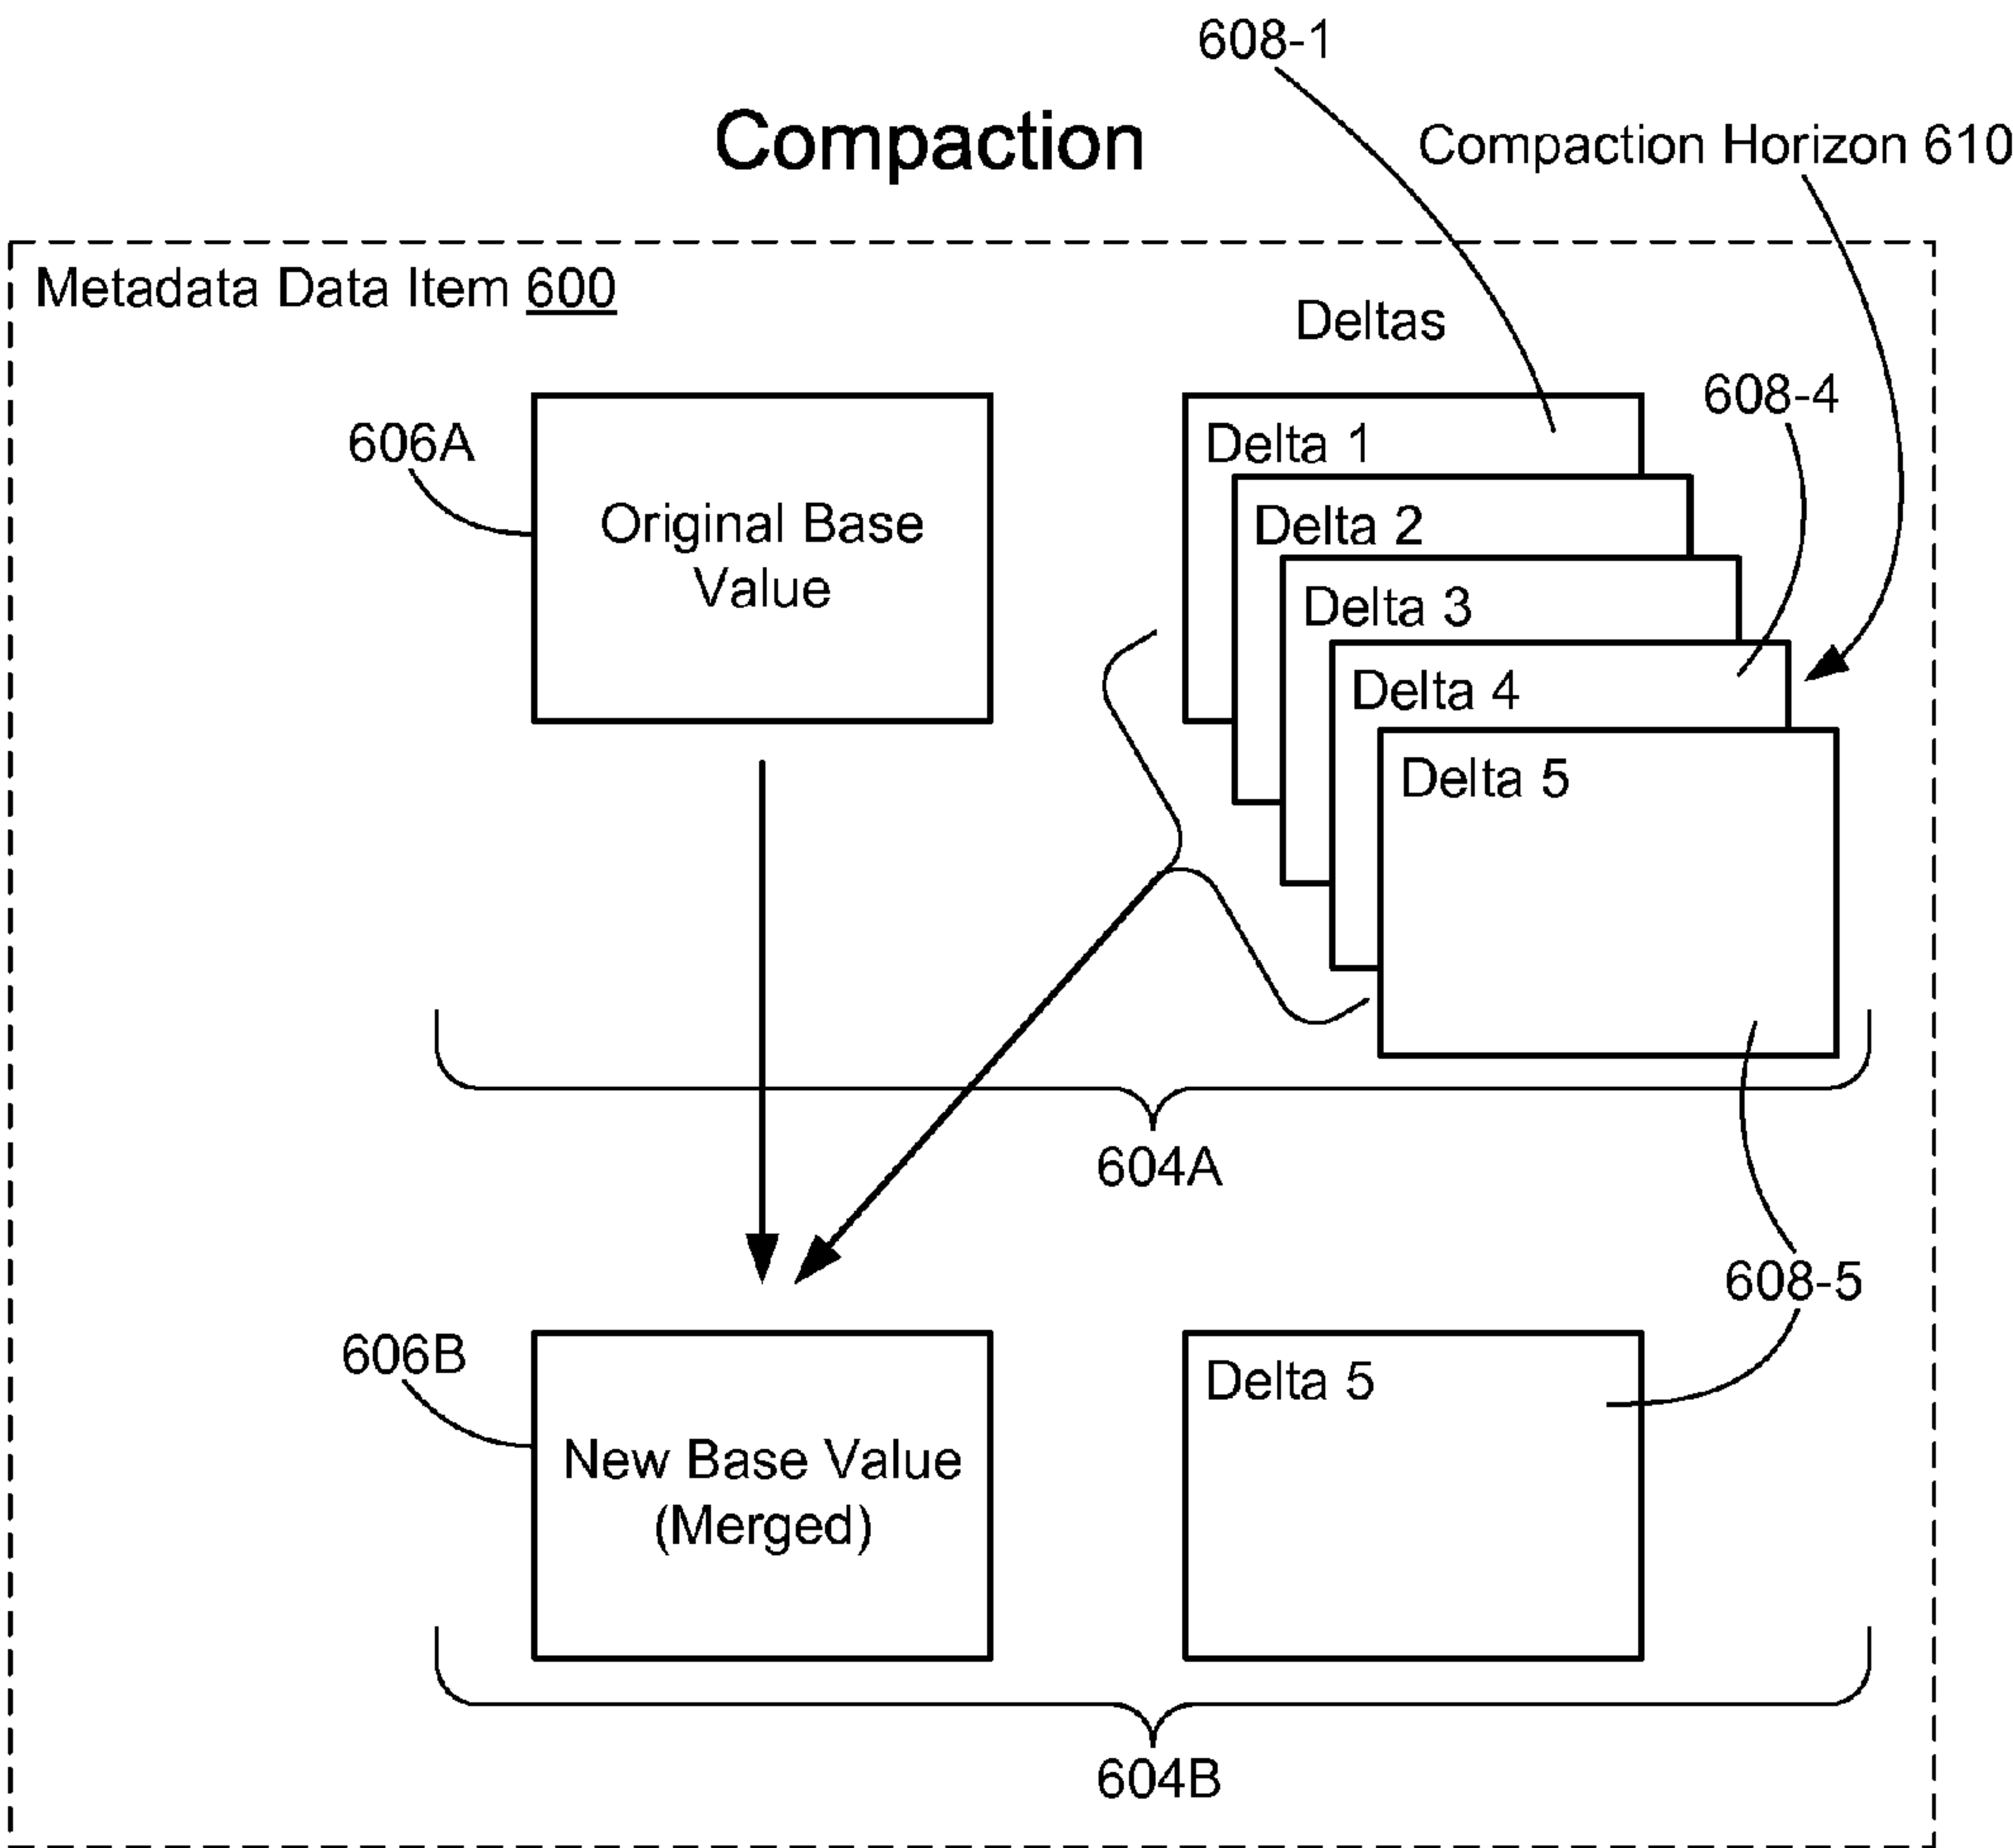 608-1
Compaction
Compaction Horizon 610
Metadata Data Item 600
Deltas
608-4
606A
Original Base
Value
Delta 1
Delta 2
Delta 3
Delta 4
Delta 5
604A
608-5
606B
New Base Value
(Merged)
Delta 5
604B